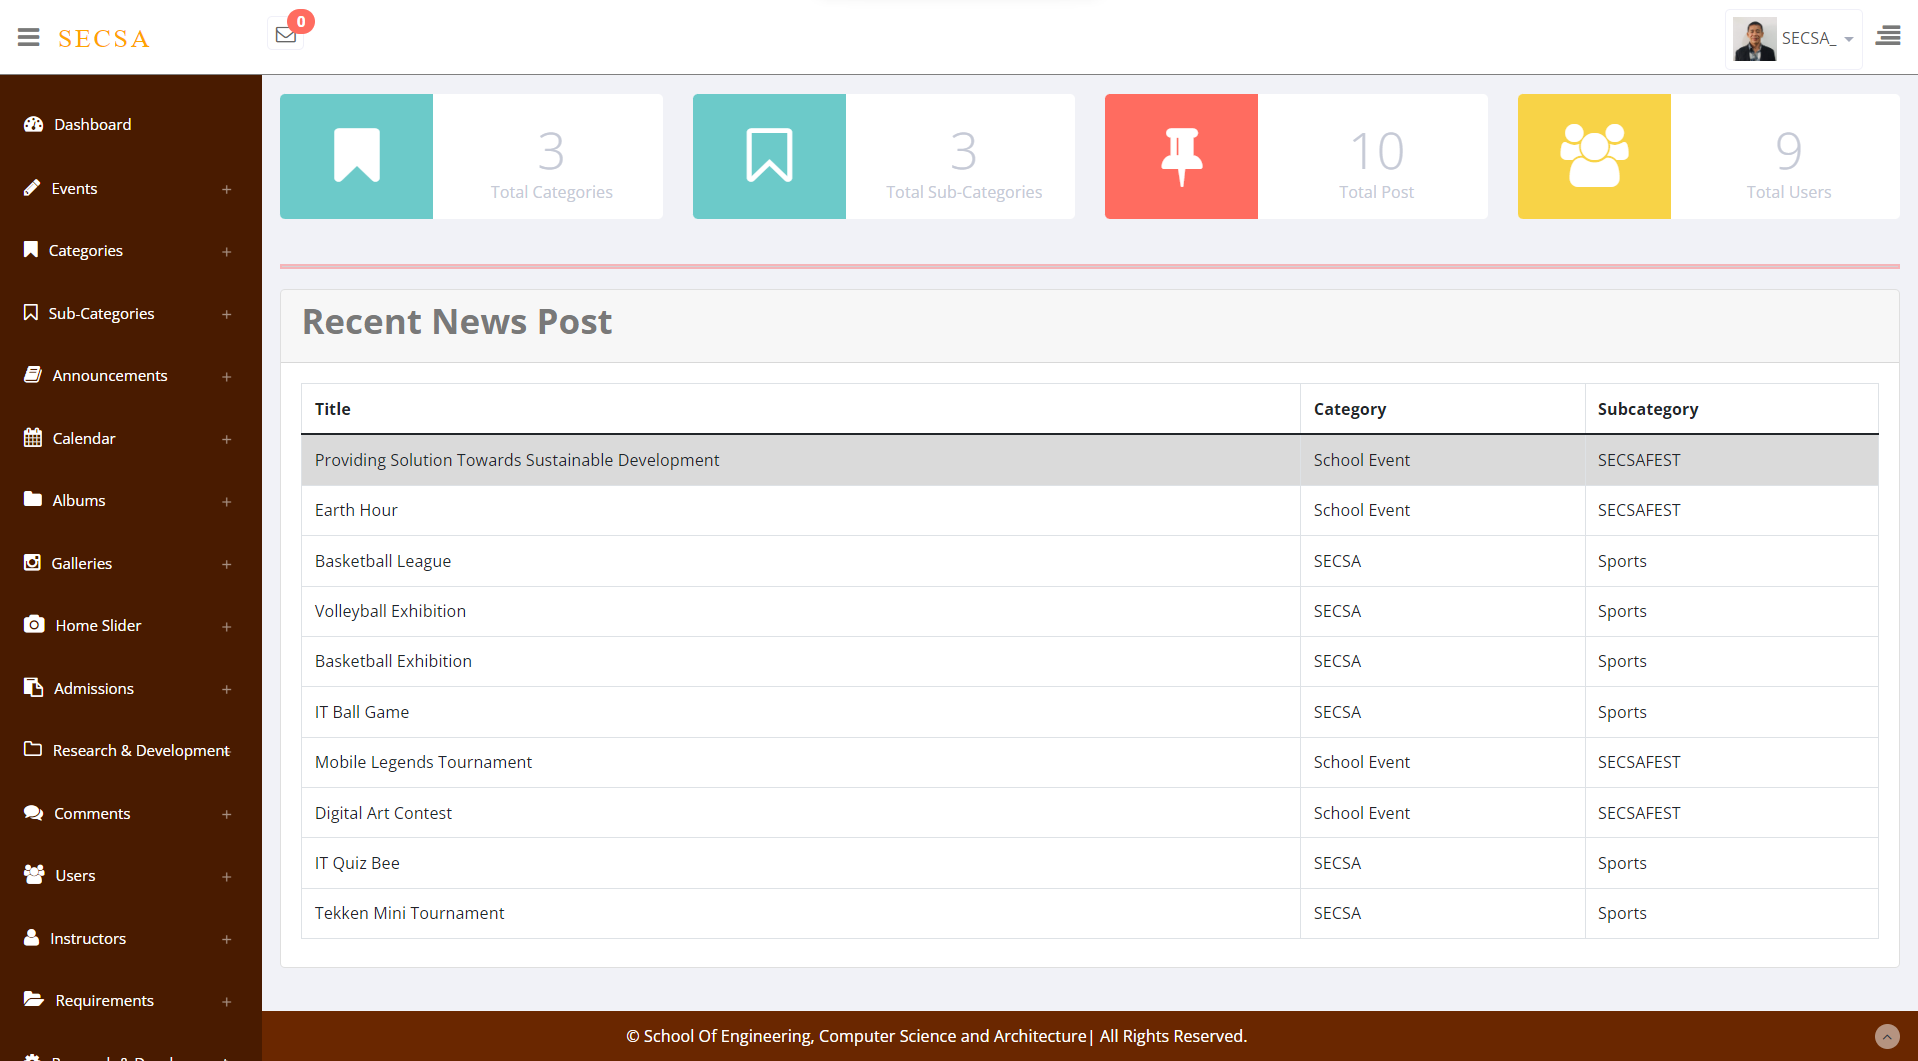 SECSA
0
SECSA_
Dashboard
Events +
Categories +
Sub-Categories +
Announcements +
Calendar +
Albums +
Galleries +
Home Slider +
Admissions +
Research & Development +
Comments +
Users +
Instructors +
Requirements +
3
Total Categories
3
Total Sub-Categories
10
Total Post
9
Total Users
Recent News Post
Title Category Subcategory
Providing Solution Towards Sustainable Development School Event SECSAFEST
Earth Hour School Event SECSAFEST
Basketball League SECSA Sports
Volleyball Exhibition SECSA Sports
Basketball Exhibition SECSA Sports
IT Ball Game SECSA Sports
Mobile Legends Tournament School Event SECSAFEST
Digital Art Contest School Event SECSAFEST
IT Quiz Bee SECSA Sports
Tekken Mini Tournament SECSA Sports
© School Of Engineering, Computer Science and Architecture| All Rights Reserved.